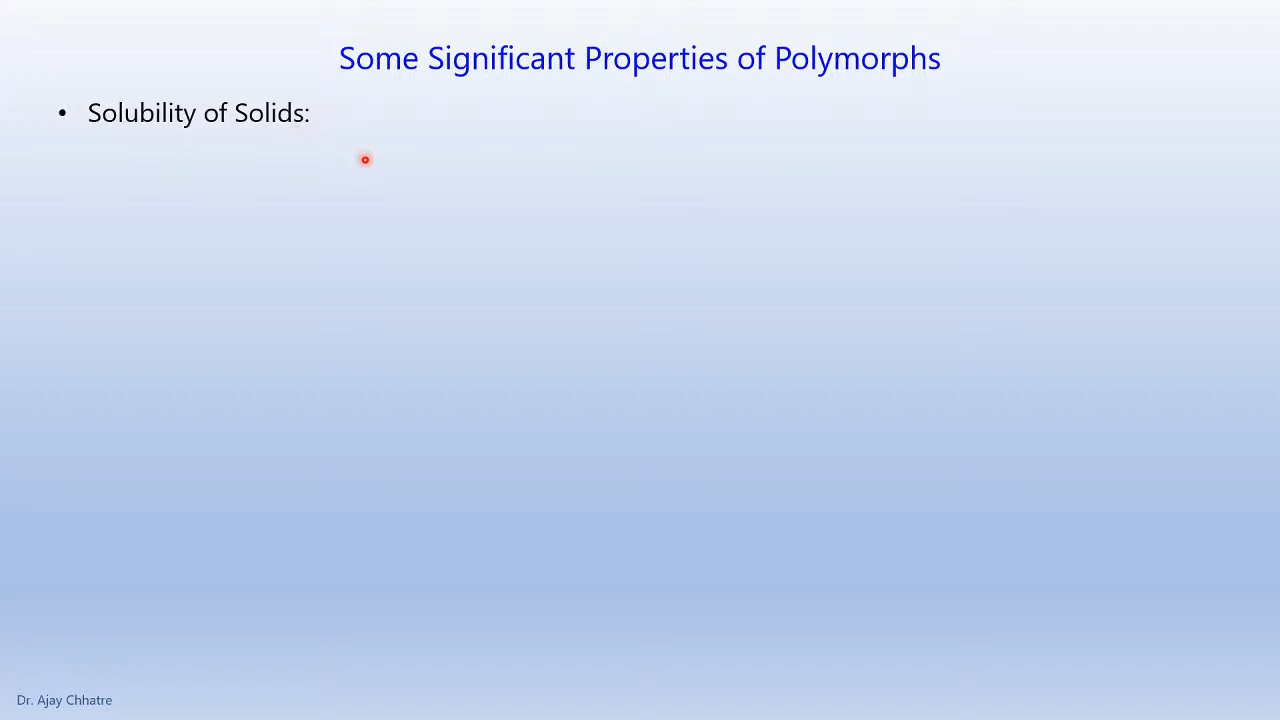 Some Significant Properties of Polymorphs
• Solubility of Solids:
Dr. Ajay Chhatre